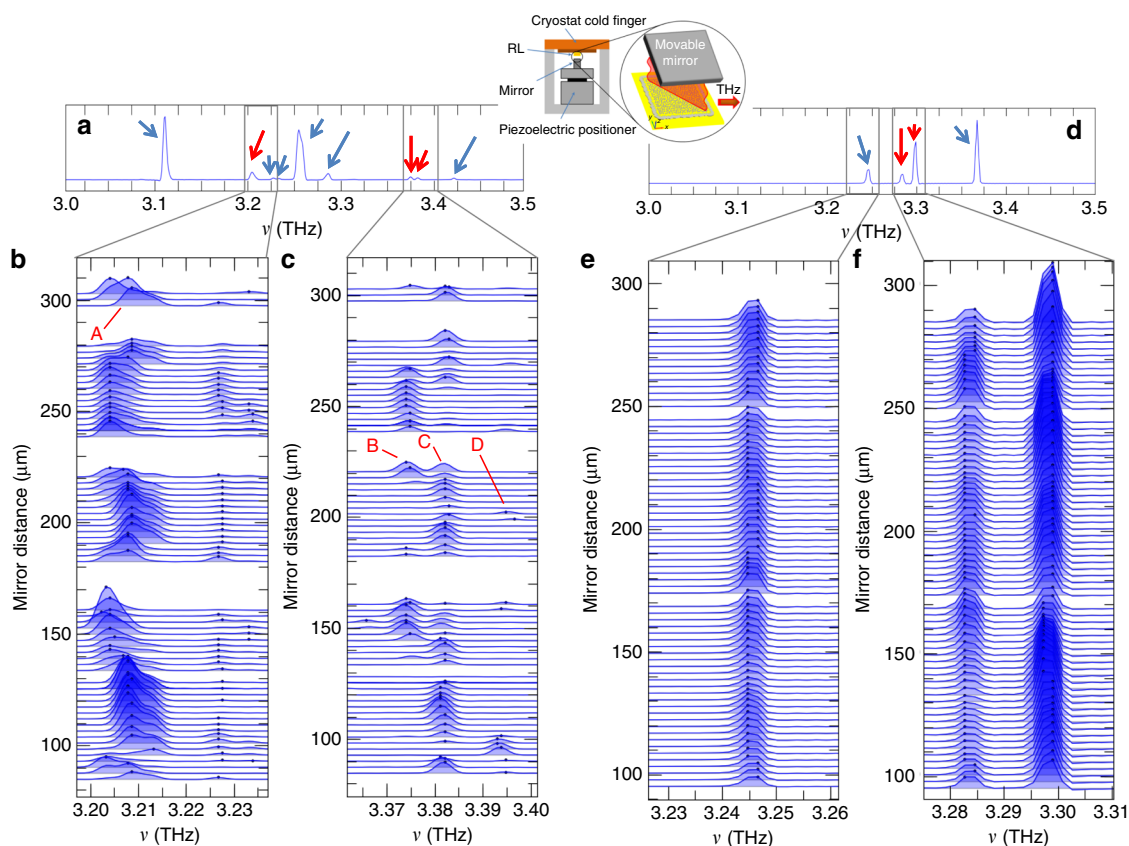 Cryostat cold finger
RL
Mirror
Piezoelectric positioner
Movable
mirror
THz
y
z
x
a
3.0 3.1 3.2 3.3 3.4 3.5
ν (THz)
d
3.0 3.1 3.2 3.3 3.4 3.5
ν (THz)
b
Mirror distance (μm)
300
250
200
150
100
A
3.20 3.21 3.22 3.23
ν (THz)
c
Mirror distance (μm)
300
250
200
150
100
B
C
D
3.37 3.38 3.39 3.40
ν (THz)
e
Mirror distance (μm)
300
250
200
150
100
3.23 3.24 3.25 3.26
ν (THz)
f
Mirror distance (μm)
300
250
200
150
100
3.28 3.29 3.30 3.31
ν (THz)